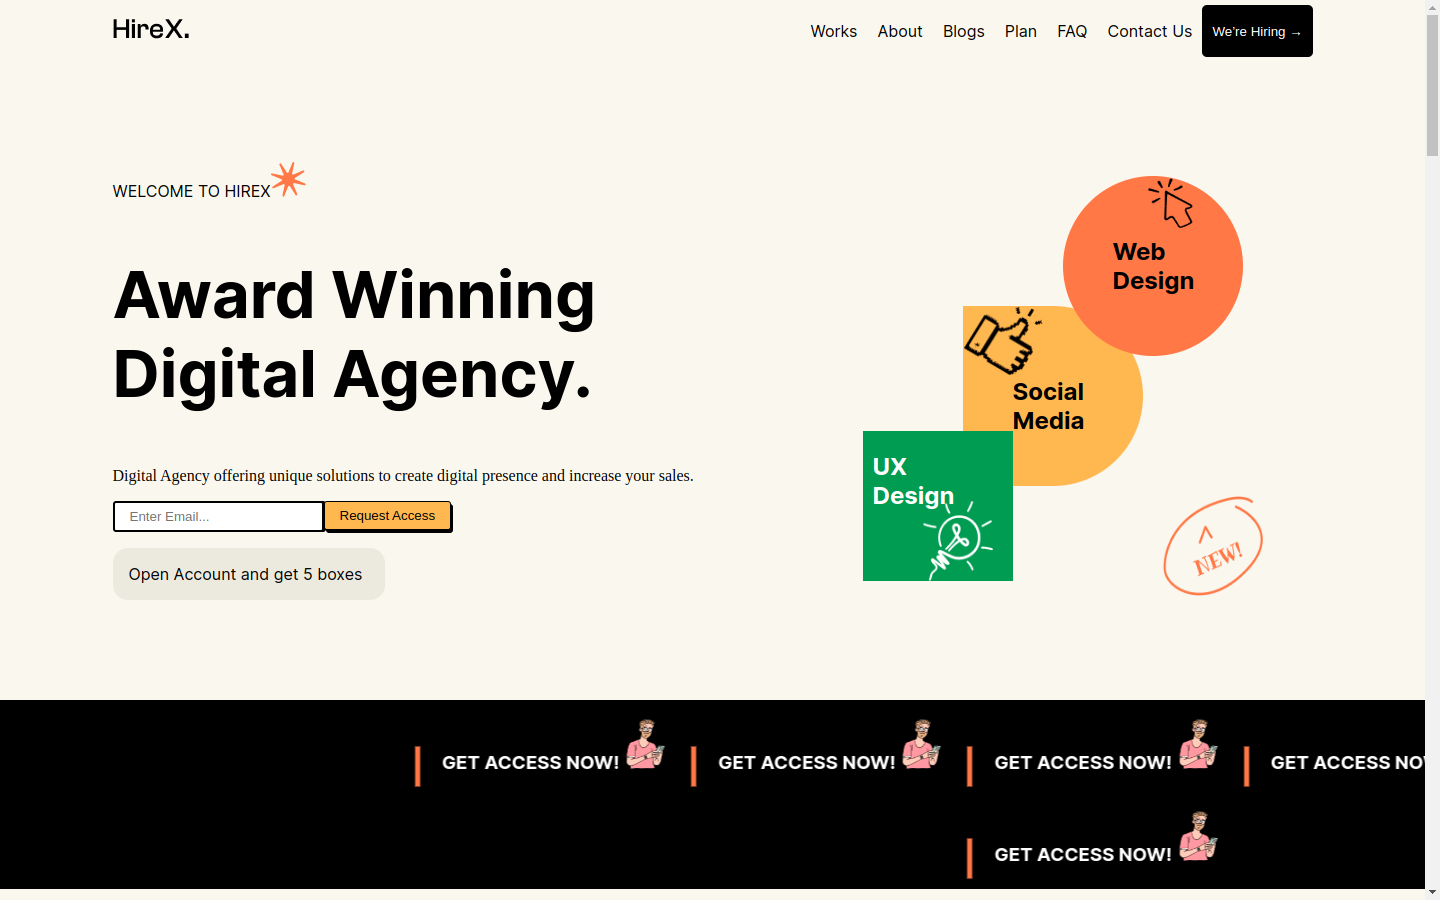 HireX.
Works About Blogs Plan FAQ Contact Us We're Hiring →
WELCOME TO HIREX
Award Winning
Digital Agency.
Digital Agency offering unique solutions to create digital presence and increase your sales.
Enter Email... Request Access
Open Account and get 5 boxes
Web
Design
Social
Media
UX
Design
NEW!
GET ACCESS NOW! GET ACCESS NOW! GET ACCESS NOW! GET ACCESS NO
GET ACCESS NOW!